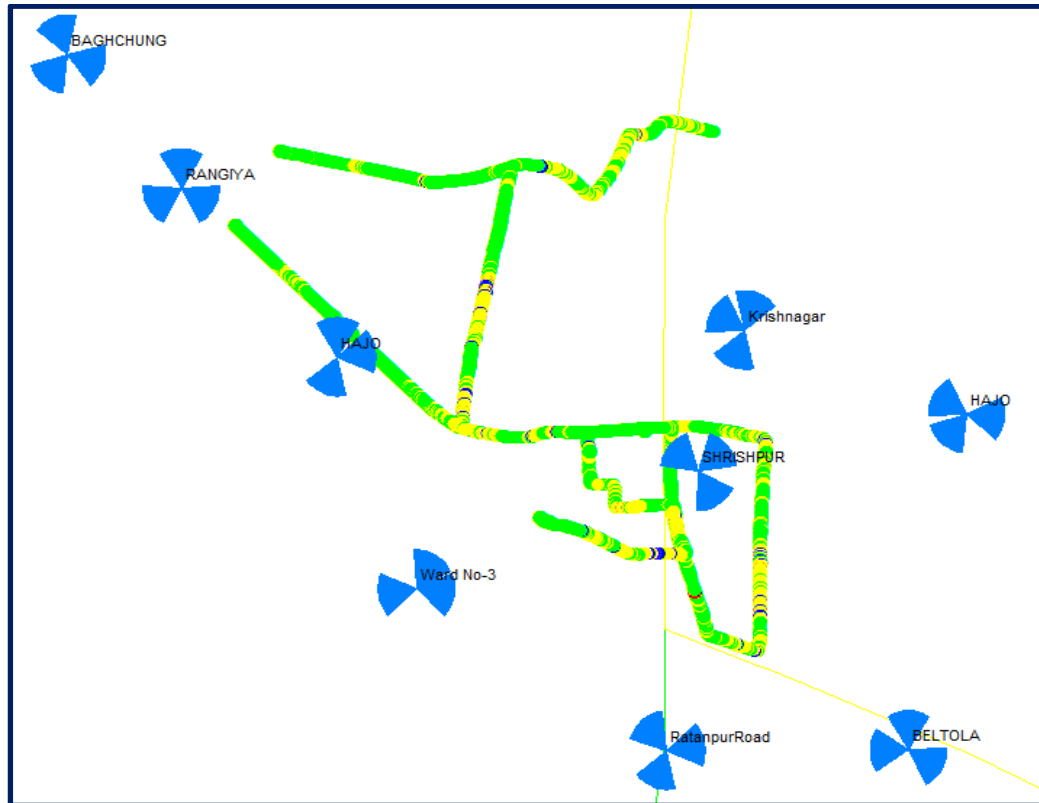 BAGHCHUNG
RANGIYA
Krishnagar
HAJO
HAJO
SHRISHPUR
Ward No-3
RatanpurRoad
BELTOLA